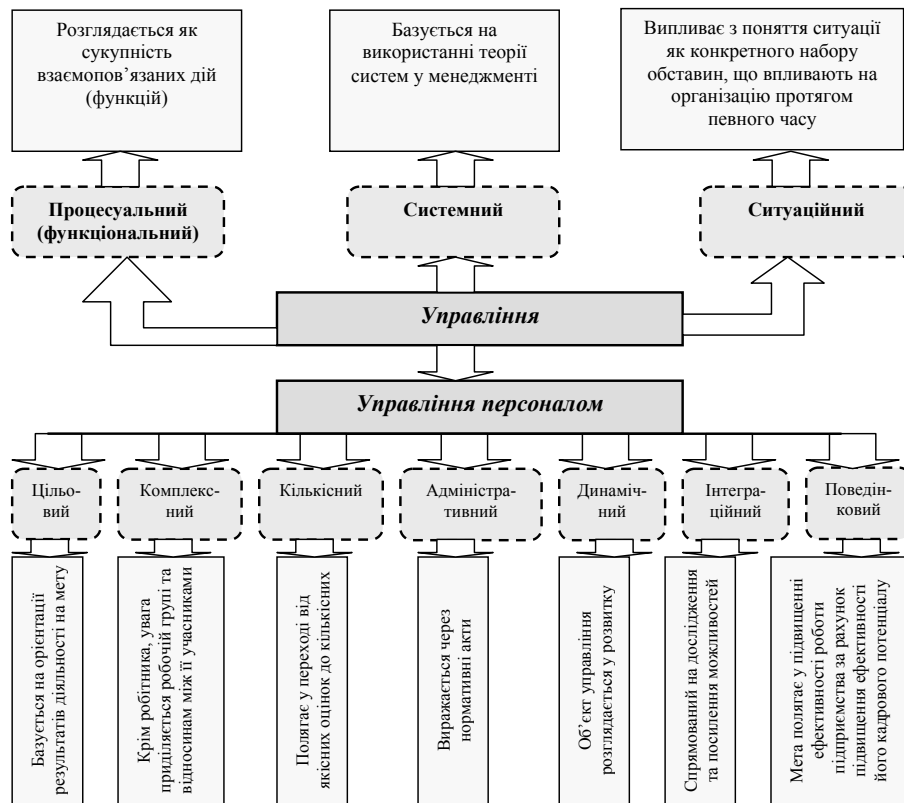 Розглядається як
сукупність
взаємопов’язаних дій
(функцій)
Базується на
використанні теорії
систем у менеджменті
Випливає з поняття ситуації
як конкретного набору
обставин, що впливають на
організацію протягом
певного часу
Процесуальний
(функціональний)
Системний
Ситуаційний
Управління
Управління персоналом
Цільо-
вий
Комплекс-
ний
Кількісний
Адміністра-
тивний
Динаміч-
ний
Інтегра-
ційний
Поведін-
ковий
Базується на орієнтації
результатів діяльності на мету
Крім робітника, увага
приділяється робочій групі та
відносинам між її учасниками
Полягає у переході від
якісних оцінок до кількісних
Виражається через
нормативні акти
Об’єкт управління
розглядається у розвитку
Спрямований на дослідження
та посилення можливостей
Мета полягає у підвищенні
ефективності роботи
підприємства за рахунок
підвищення ефективності
його кадрового потенціалу